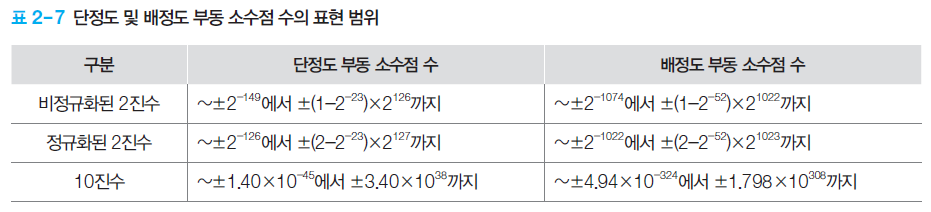 표 2-7 단정도 및 배정도 부동 소수점 수의 표현 범위
구분 단정도 부동 소수점 수 배정도 부동 소수점 수
비정규화된 2진수 ~±2⁻¹⁴⁹에서 ±(1–2⁻²³)×2¹²⁶까지 ~±2⁻¹⁰⁷⁴에서 ±(1–2⁻⁵²)×2¹⁰²²까지
정규화된 2진수 ~±2⁻¹²⁶에서 ±(2–2⁻²³)×2¹²⁷까지 ~±2⁻¹⁰²²에서 ±(2–2⁻⁵²)×2¹⁰²³까지
10진수 ~±1.40×10⁻⁴⁵에서 ±3.40×10³⁸까지 ~±4.94×10⁻³²⁴에서 ±1.798×10³⁰⁸까지